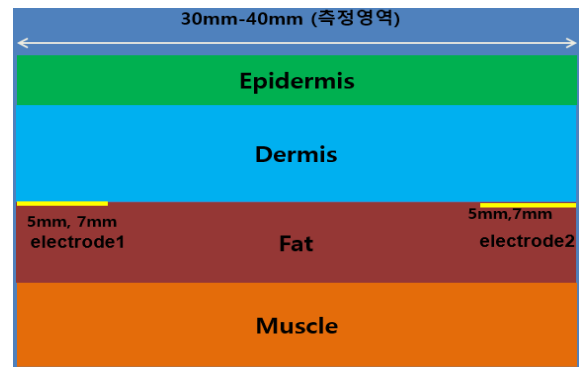 30mm-40mm (측정영역)
Epidermis
Dermis
5mm, 7mm
electrode1
Fat
5mm,7mm
electrode2
Muscle